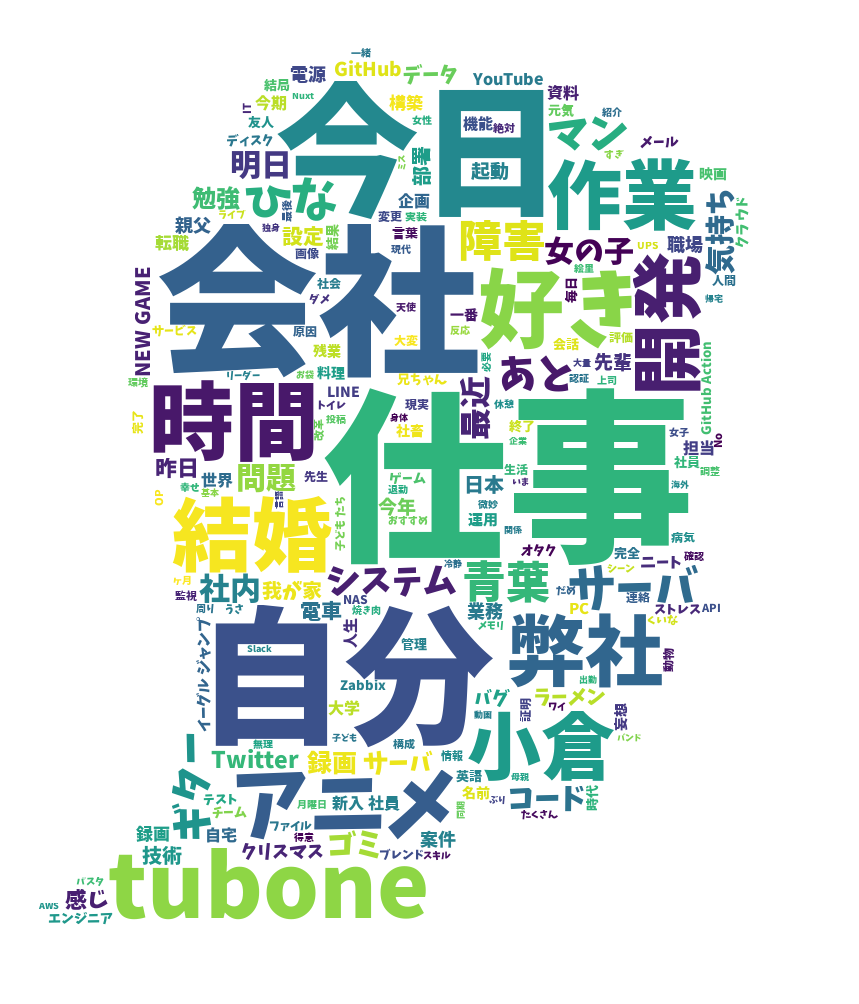 一緒
電源
GitHub
データ
YouTube
結局
Nuxt
今期
構築
資料
IT
友人
今日
女性
機能
絶対
元気
紹介
マン
メール
ディスク
明日
ひな
ミス
部署
起動
作業
すぎ
映画
勉強
最後
ライブ
企画
親父
独身
設定
結果
変更
実装
障害
女の子
UPS
職場
気持ち
クラウド
転職
画像
言葉
現代
絵里
人間
NEW GAME
会社
社会
ダメ
天使
一番
好き
毎日
開発
帰宅
サービス
原因
残業
大変
反応
会話
評価
環境
リーダー
お袋
料理
兄ちゃん
必要
あと
大量
先輩
認証
上司
GitHub Action
時間
LINE
トイレ
現実
最近
休憩
完了
改革
投稿
身体
社畜
終了
企業
女子
担当
No
昨日
世界
問題
先生
仕事
ゲーム
退勤
日本
生活
いま
社員
調整
OP
幸せ
基本
言語
子どもたち
今年
おすすめ
微妙
運用
海外
結婚
関係
病気
オタク
完全
ニート
確認
冷静
シーン
ヶ月
監視
社内
我が家
システム
青葉
だめ
サーバ
連絡
周り
うさ
電車
NAS
焼き肉
業務
メモリ
PC
ストレス
API
くいな
イーグル ジャンプ
自分
人生
管理
弊社
動物
Slack
Zabbix
出勤
大学
バグ
ラーメン
動画
証明
ワイ
妄想
バンド
子ども
無理
構成
小倉
Twitter
録画 サーバ
情報
英語
母親
ギター
アニメ
名前
ぶり
コード
時代
テスト
チーム
月曜日
新入 社員
同期
たくさん
録画
自宅
ファイル
得意
技術
クリスマス
ゴミ
ブレンド
案件
スキル
tubone
パスタ
感じ
AWS
エンジニア